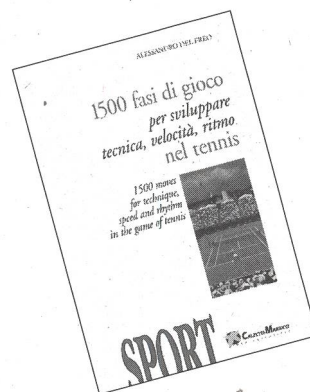 ALESSANDRO DEL FREO
1500 fasi di gioco
per sviluppare
tecnica, velocità, ritmo
nel tennis
1500 moves
for technique,
speed and rhythm
in the game of tennis
SPORT
CALZETTI MARIUCCI